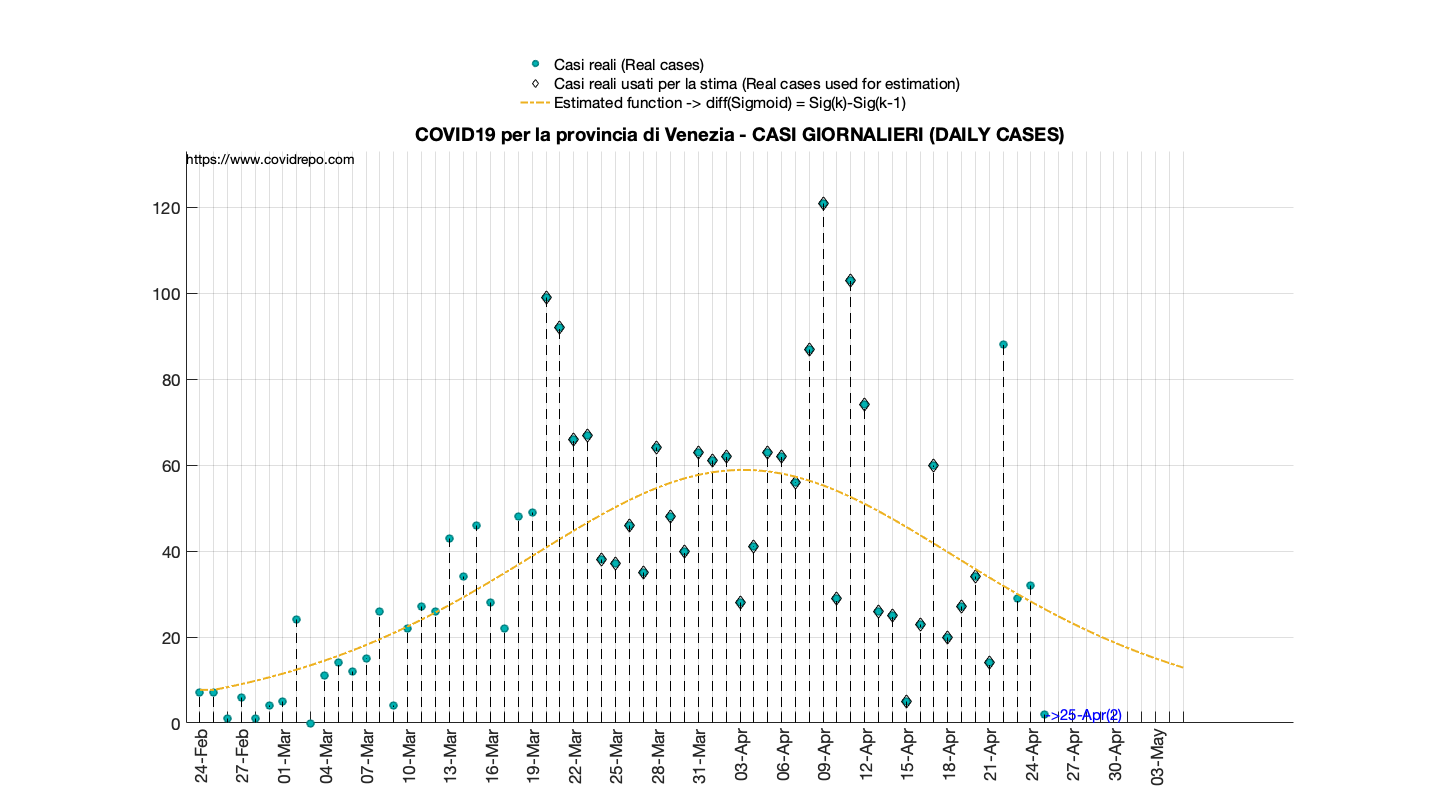 Casi reali (Real cases)
Casi reali usati per la stima (Real cases used for estimation)
Estimated function -> diff(Sigmoid) = Sig(k)-Sig(k-1)
COVID19 per la provincia di Venezia - CASI GIORNALIERI (DAILY CASES)
https://www.covidrepo.com
120
100
80
60
40
20
0
->25-Apr(2)
24-Feb
27-Feb
01-Mar
04-Mar
07-Mar
10-Mar
13-Mar
16-Mar
19-Mar
22-Mar
25-Mar
28-Mar
31-Mar
03-Apr
06-Apr
09-Apr
12-Apr
15-Apr
18-Apr
21-Apr
24-Apr
27-Apr
30-Apr
03-May